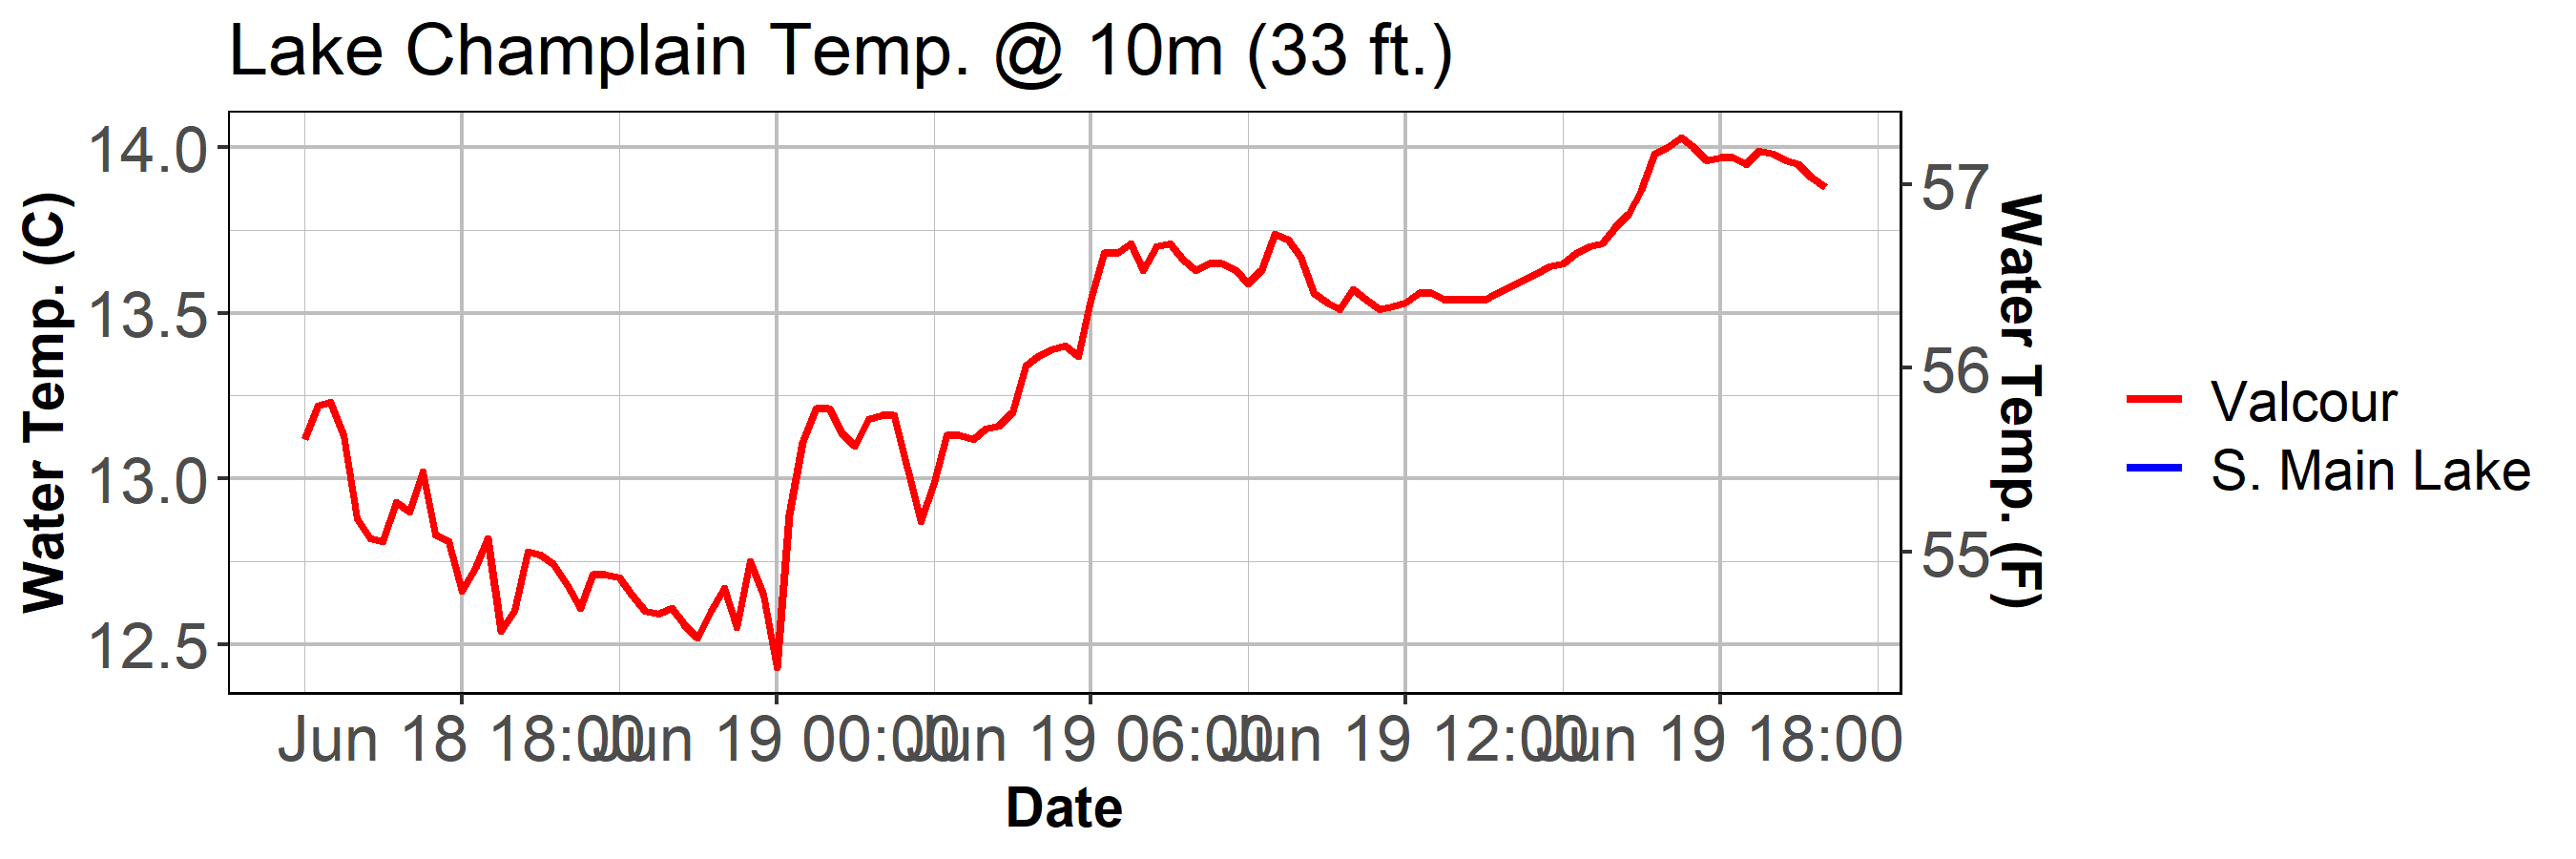 Lake Champlain Temp. @ 10m (33 ft.)
Water Temp. (C)
14.0
13.5
13.0
12.5
57
56
55
Water Temp. (F)
Jun 18 18:00
Jun 19 00:00
Jun 19 06:00
Jun 19 12:00
Jun 19 18:00
Date
Valcour
S. Main Lake